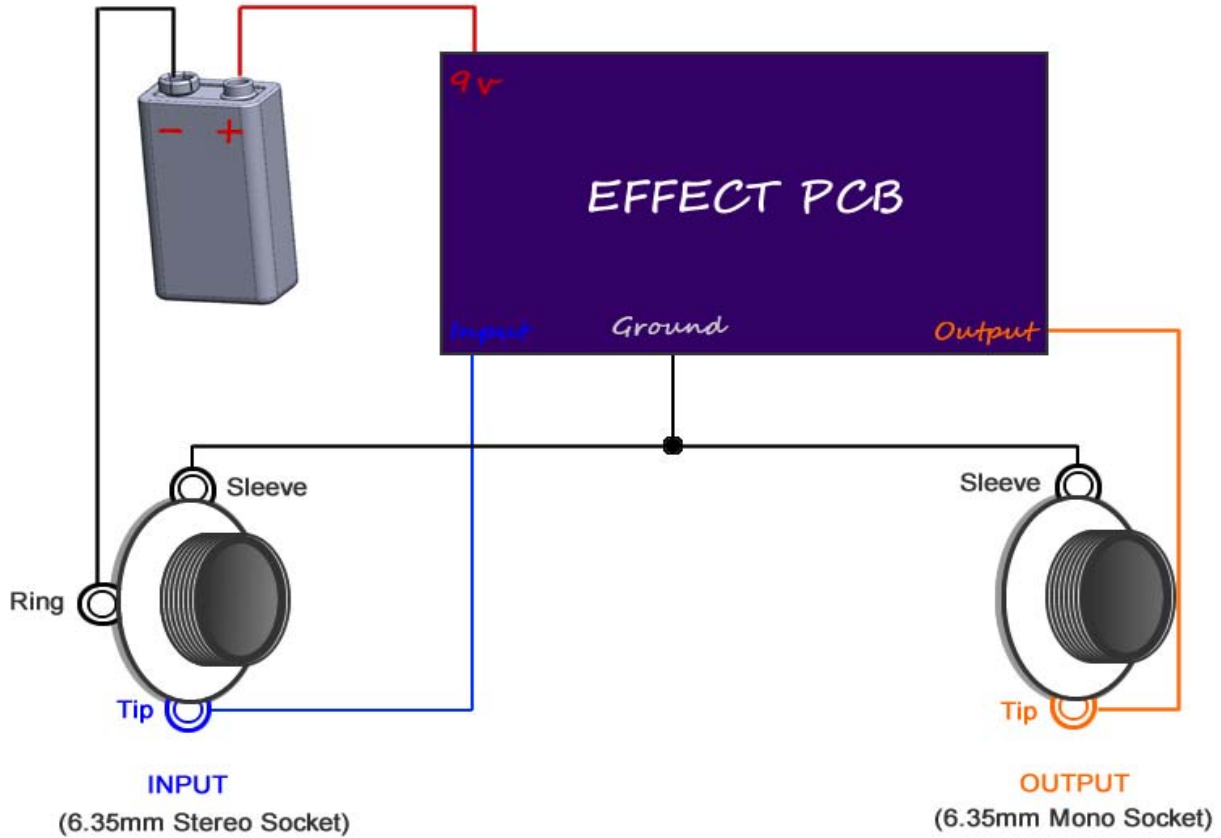 9v
- +
EFFECT PCB
Input
Ground
Output
Sleeve
Sleeve
Ring
Tip
Tip
INPUT
(6.35mm Stereo Socket)
OUTPUT
(6.35mm Mono Socket)